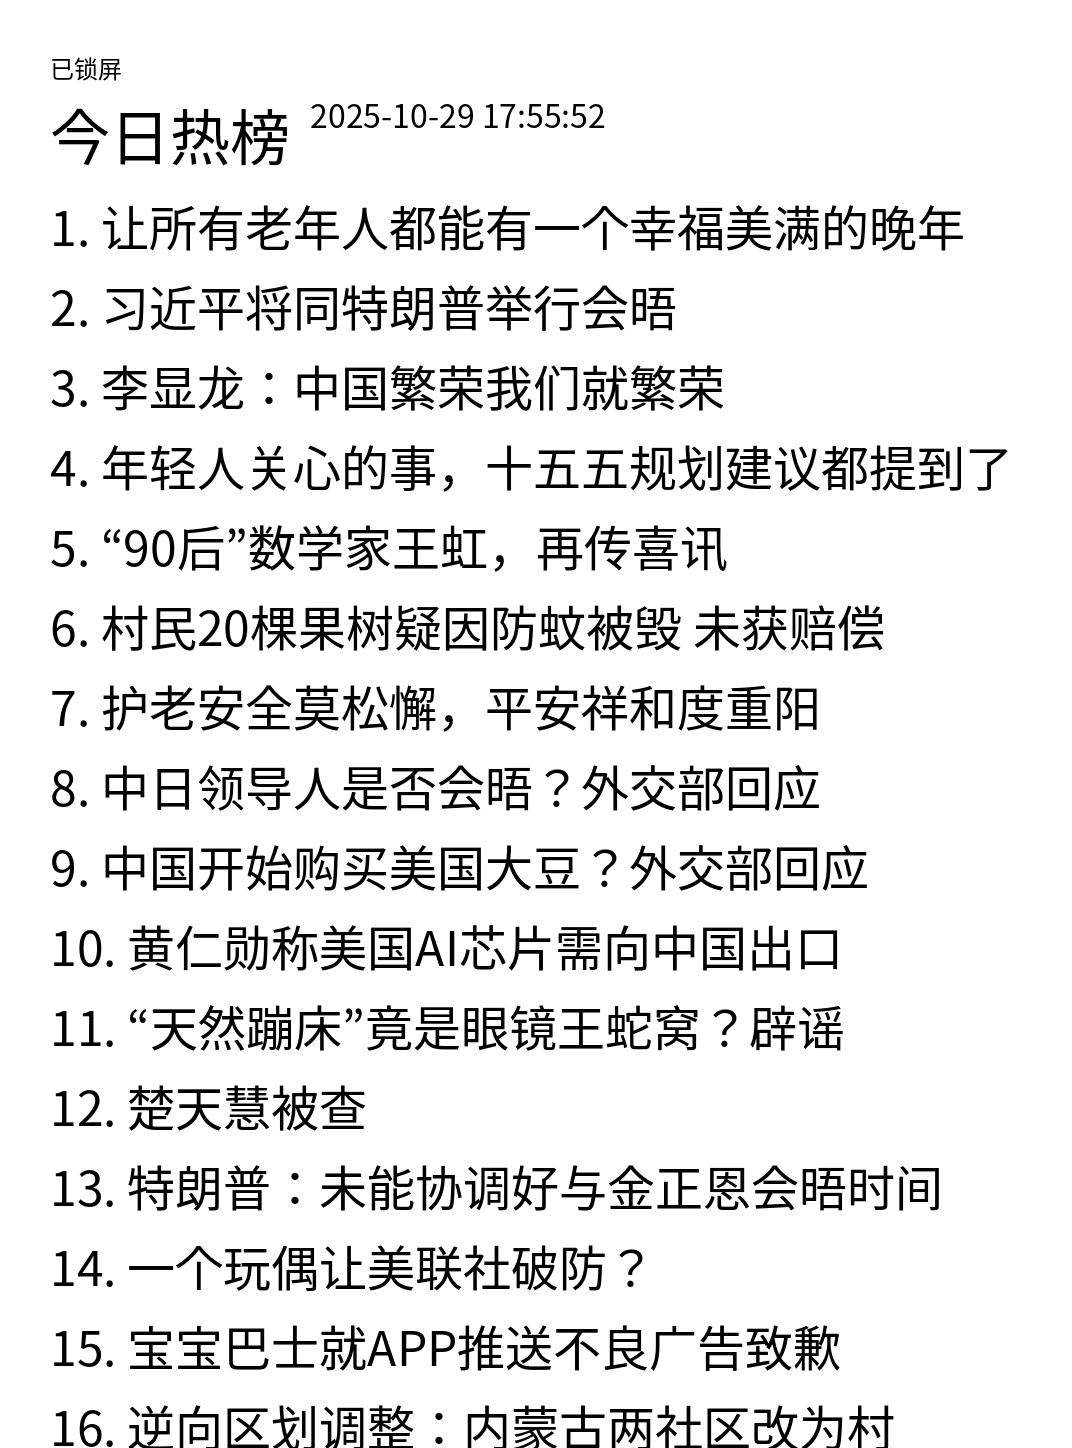 已锁屏
今日热榜 2025-10-29 17:55:52
1. 让所有老年人都能有一个幸福美满的晚年
2. 习近平将同特朗普举行会晤
3. 李显龙：中国繁荣我们就繁荣
4. 年轻人关心的事，十五五规划建议都提到了
5. “90后”数学家王虹，再传喜讯
6. 村民20棵果树疑因防蚊被毁 未获赔偿
7. 护老安全莫松懈，平安祥和度重阳
8. 中日领导人是否会晤？外交部回应
9. 中国开始购买美国大豆？外交部回应
10. 黄仁勋称美国AI芯片需向中国出口
11. “天然蹦床”竟是眼镜王蛇窝？辟谣
12. 楚天慧被查
13. 特朗普：未能协调好与金正恩会晤时间
14. 一个玩偶让美联社破防？
15. 宝宝巴士就APP推送不良广告致歉
16. 逆向区划调整：内蒙古两社区改为村